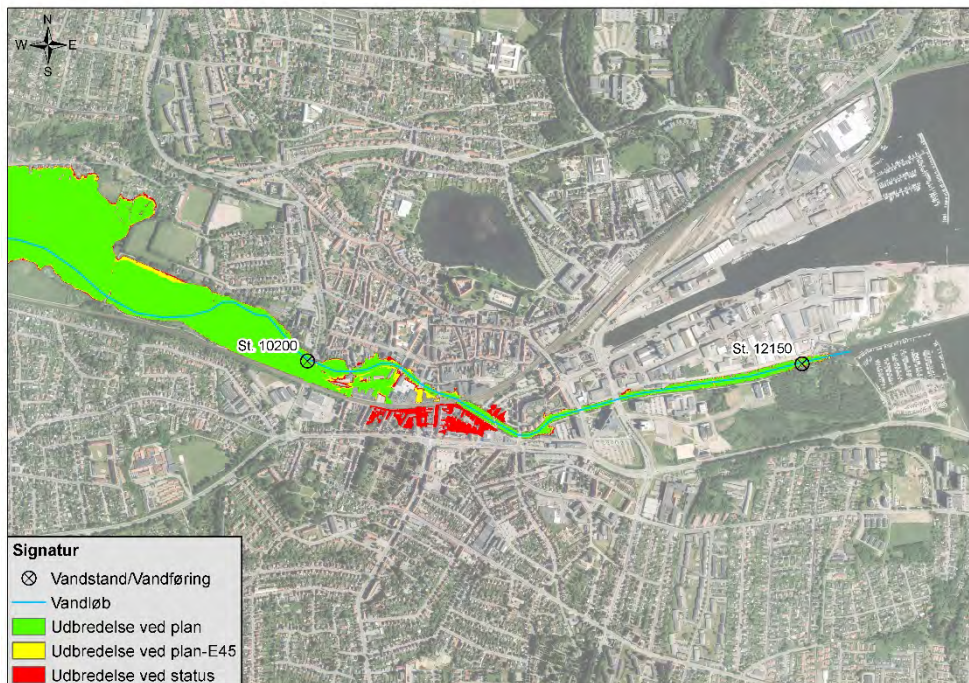 N
W E
S
St. 10200
St. 12150
Signatur
Vandstand/Vandføring
Vandløb
Udbredelse ved plan
Udbredelse ved plan-E45
Udbredelse ved status